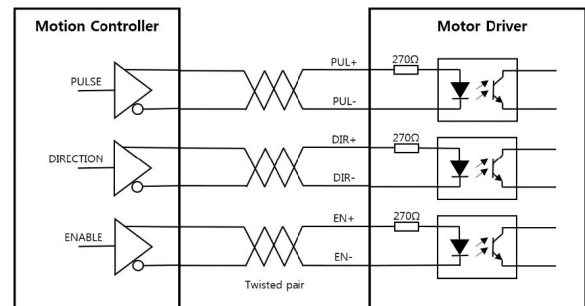 Motion Controller
Motor Driver
PULSE
PUL+
270Ω
PUL-
DIRECTION
DIR+
270Ω
DIR-
ENABLE
EN+
270Ω
EN-
Twisted pair